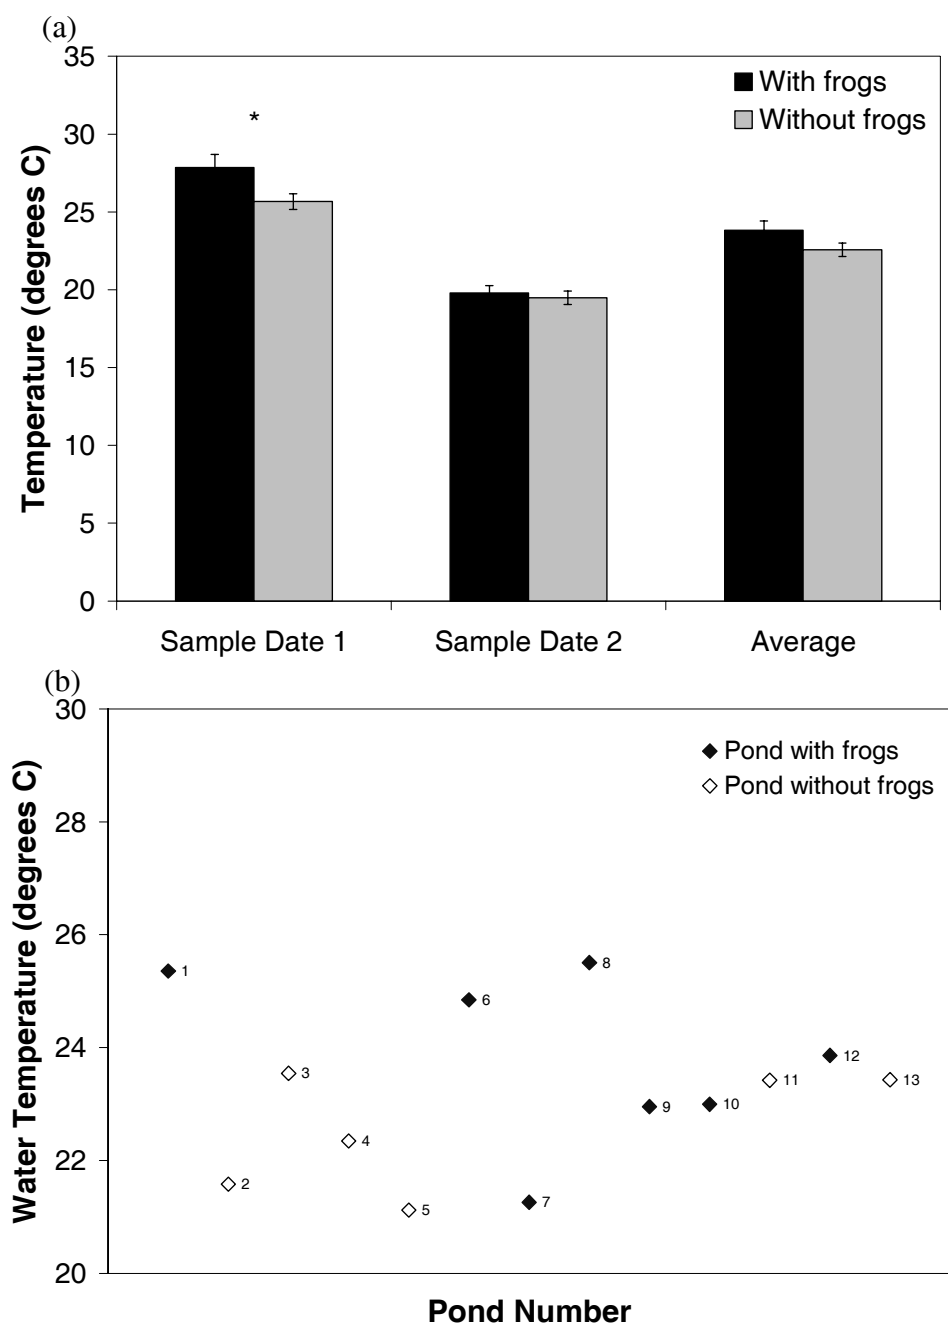 (a)
35
30
25
20
15
10
5
0
Temperature (degrees C)
*
With frogs
Without frogs
Sample Date 1 Sample Date 2 Average
(b)
30
28
26
24
22
20
Water Temperature (degrees C)
Pond with frogs
Pond without frogs
1
2
3
4
5
6
7
8
9
10
11
12
13
Pond Number